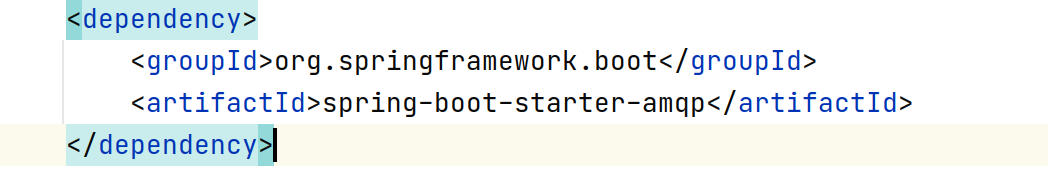 <dependency>
<groupId>org.springframework.boot</groupId>
<artifactId>spring-boot-starter-amqp</artifactId>
</dependency>